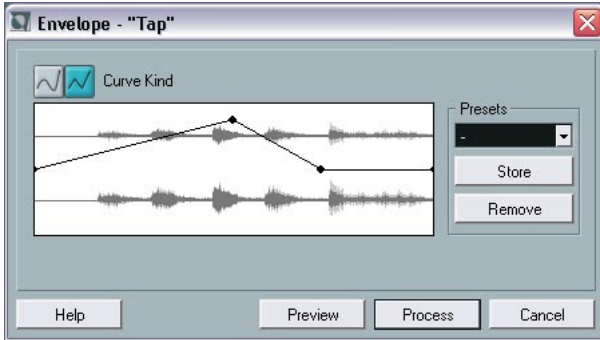 Envelope - "Tap"
Curve Kind
Presets
-
Store
Remove
Help
Preview
Process
Cancel